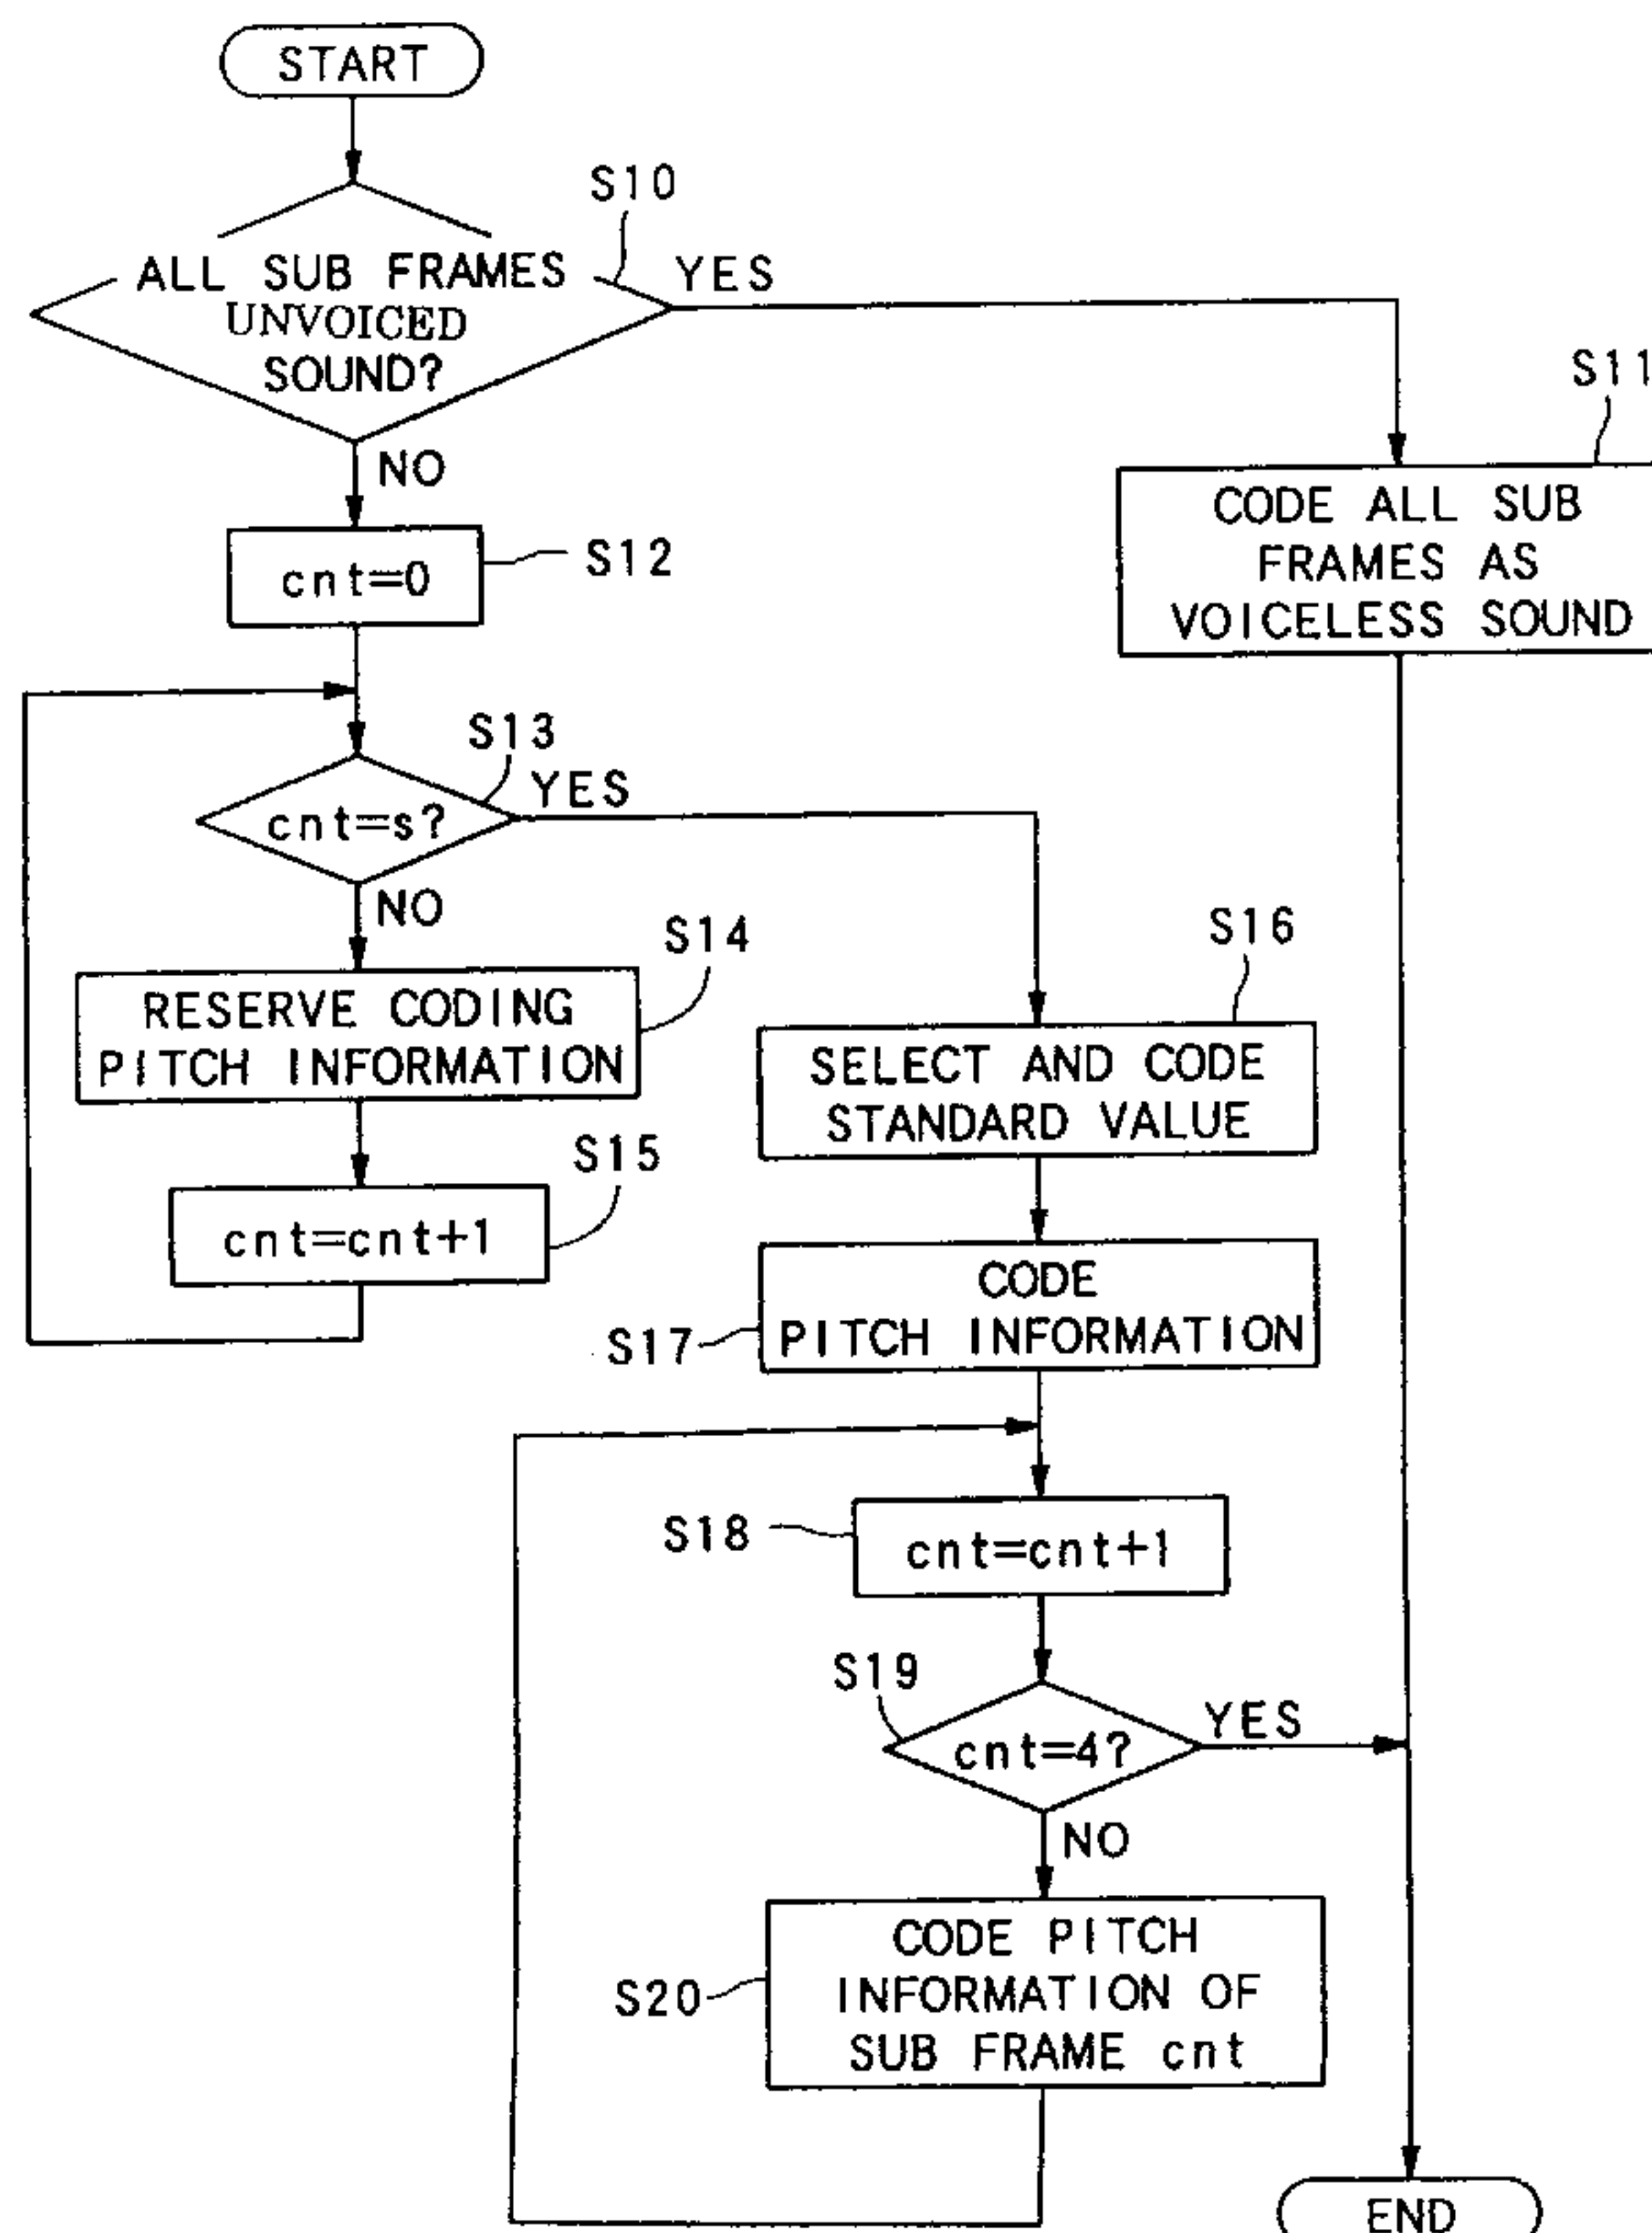 START
S10
ALL SUB FRAMES
UNVOICED
SOUND?
YES
S11
NO
CODE ALL SUB
FRAMES AS
VOICELESS SOUND
cnt=0
S12
S13
YES
cnt=s?
NO
S14
RESERVE CODING
PITCH INFORMATION
S15
cnt=cnt+1
S16
SELECT AND CODE
STANDARD VALUE
CODE
PITCH INFORMATION
S17
S18
cnt=cnt+1
S19
YES
cnt=4?
NO
CODE PITCH
INFORMATION OF
SUB FRAME cnt
S20
END